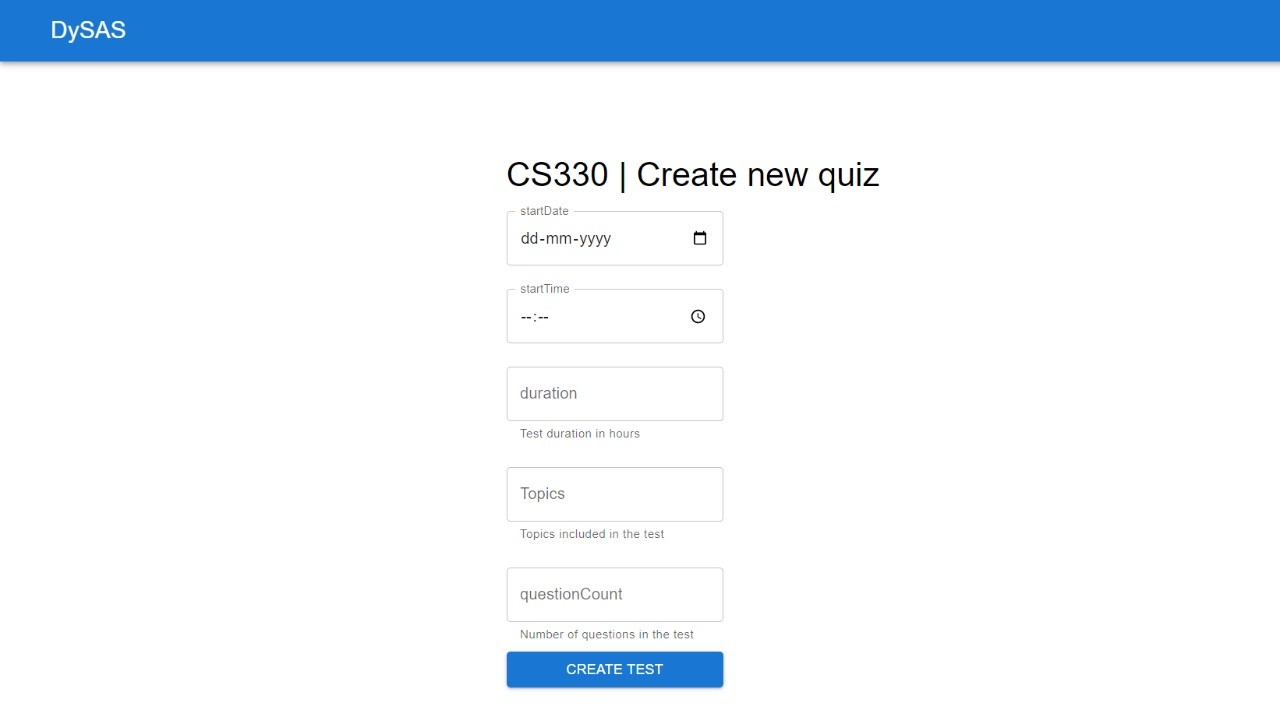 DySAS
CS330 | Create new quiz
startDate
dd-mm-yyyy
startTime
--:--
duration
Test duration in hours
Topics
Topics included in the test
questionCount
Number of questions in the test
CREATE TEST